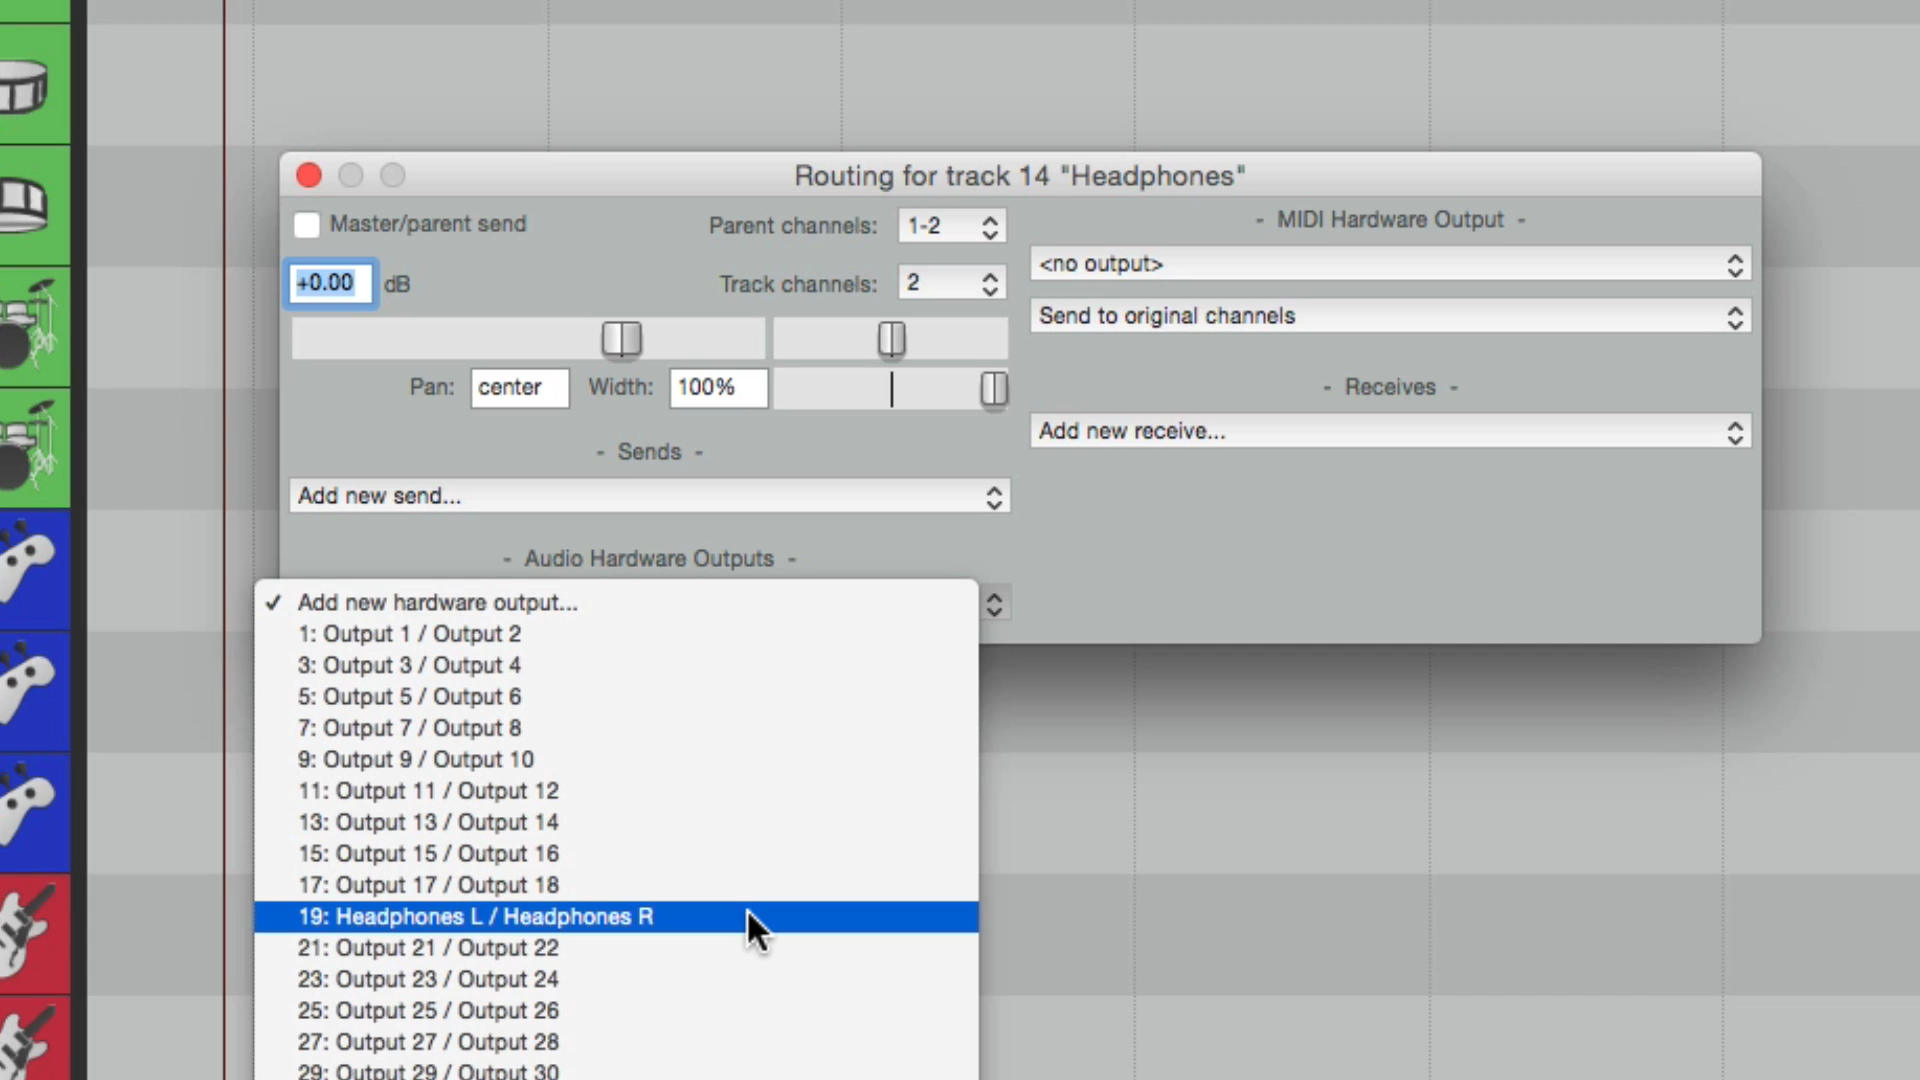 Routing for track 14 "Headphones"
Master/parent send
Parent channels: 1-2
+0.00 dB
Track channels: 2
Pan: center Width: 100%
- Sends -
Add new send...
- Audio Hardware Outputs -
✓ Add new hardware output...
1: Output 1 / Output 2
3: Output 3 / Output 4
5: Output 5 / Output 6
7: Output 7 / Output 8
9: Output 9 / Output 10
11: Output 11 / Output 12
13: Output 13 / Output 14
15: Output 15 / Output 16
17: Output 17 / Output 18
19: Headphones L / Headphones R
21: Output 21 / Output 22
23: Output 23 / Output 24
25: Output 25 / Output 26
27: Output 27 / Output 28
29: Output 29 / Output 30
- MIDI Hardware Output -
<no output>
Send to original channels
- Receives -
Add new receive...